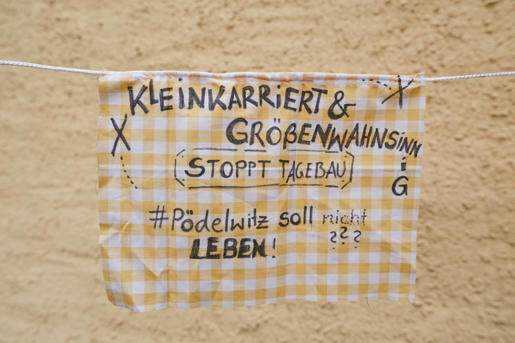 KLEiNKARRiERT &
GRÖßENWAHNSiNNiG
STOPPT TAGEBAU
#Pödelwitz soll nicht
???
LEBEN!